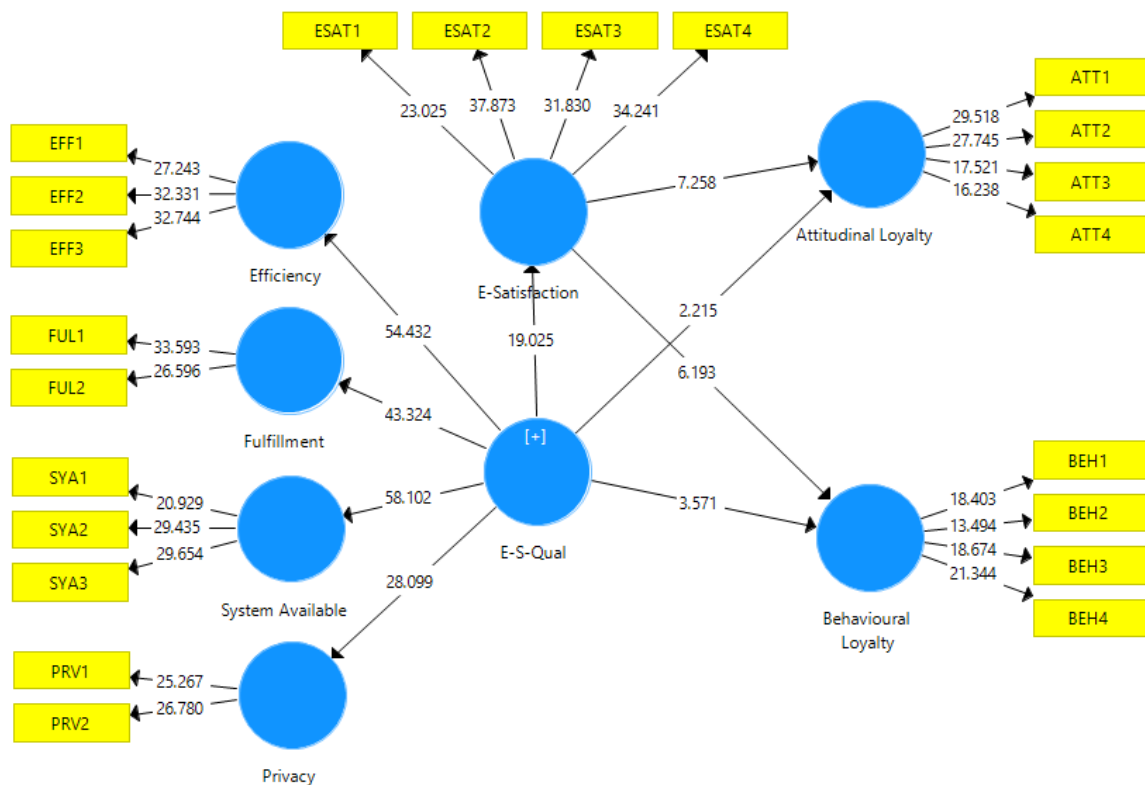 ESAT1
ESAT2
ESAT3
ESAT4
23.025
37.873
31.830
34.241
E-Satisfaction
ATT1
ATT2
ATT3
ATT4
29.518
27.745
17.521
16.238
Attitudinal Loyalty
EFF1
EFF2
EFF3
27.243
32.331
32.744
Efficiency
FUL1
FUL2
33.593
26.596
Fulfillment
SYA1
SYA2
SYA3
20.929
29.435
29.654
System Available
PRV1
PRV2
25.267
26.780
Privacy
54.432
43.324
58.102
28.099
19.025
7.258
2.215
6.193
3.571
[+]
E-S-Qual
BEH1
BEH2
BEH3
BEH4
18.403
13.494
18.674
21.344
Behavioural
Loyalty